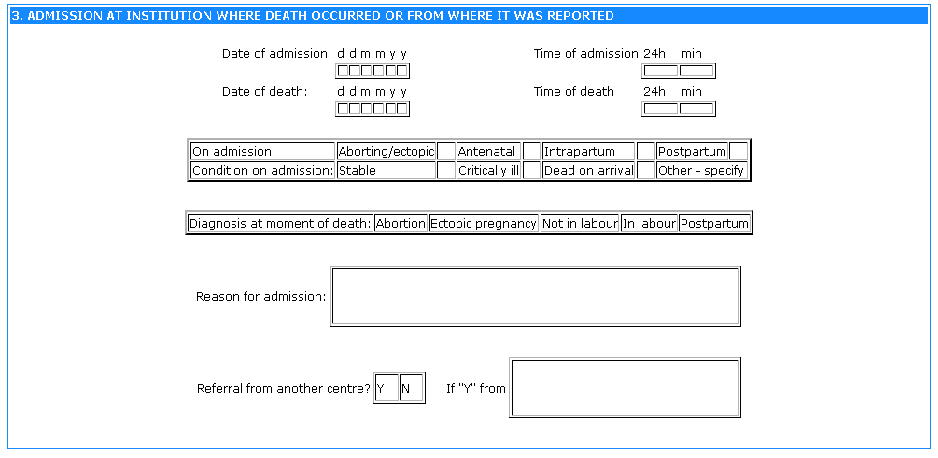 3. ADMISSION AT INSTITUTION WHERE DEATH OCCURRED OR FROM WHERE IT WAS REPORTED
Date of admission d d m m y y Time of admission 24h min
Date of death: d d m m y y Time of death 24h min
On admission Aborting/ectopic Antenatal Intrapartum Postpartum
Condition on admission: Stable Critically ill Dead on arrival Other - specify
Diagnosis at moment of death: Abortion Ectopic pregnancy Not in labour In labour Postpartum
Reason for admission:
Referral from another centre? Y N If "Y" from